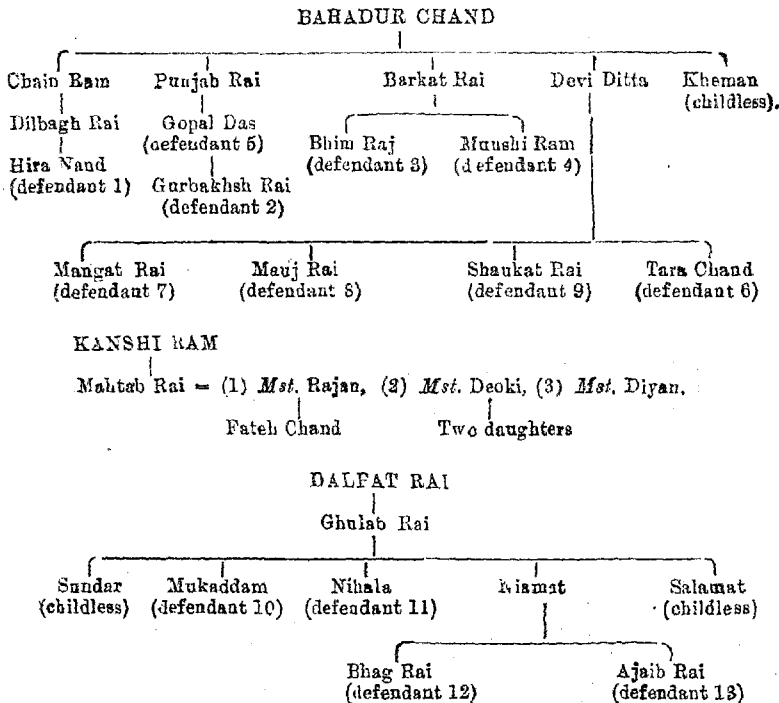 BAHADUR CHAND
Chain Ram Punjab Rai Barkat Rai Devi Ditta Kheman
(childless).
Dilbagh Rai Gopal Das
(defendant 5) Bhim Raj Munshi Ram
Hira Nand (defendant 3) (defendant 4)
(defendant 1) Gurbakhsh Rai
(defendant 2)
Mangat Rai Mauj Rai Shaukat Rai Tara Chand
(defendant 7) (defendant 8) (defendant 9) (defendant 6)
KANSHI RAM
Mahtab Rai = (1) Mst. Rajan, (2) Mst. Deoki, (3) Mst. Diyan.
Fateh Chand Two daughters
DALPAT RAI
Ghulab Rai
Sundar Mukaddam Nihala Niamat Salamat
(childless) (defendant 10) (defendant 11) (childless)
Bhag Rai Ajaib Rai
(defendant 12) (defendant 13)